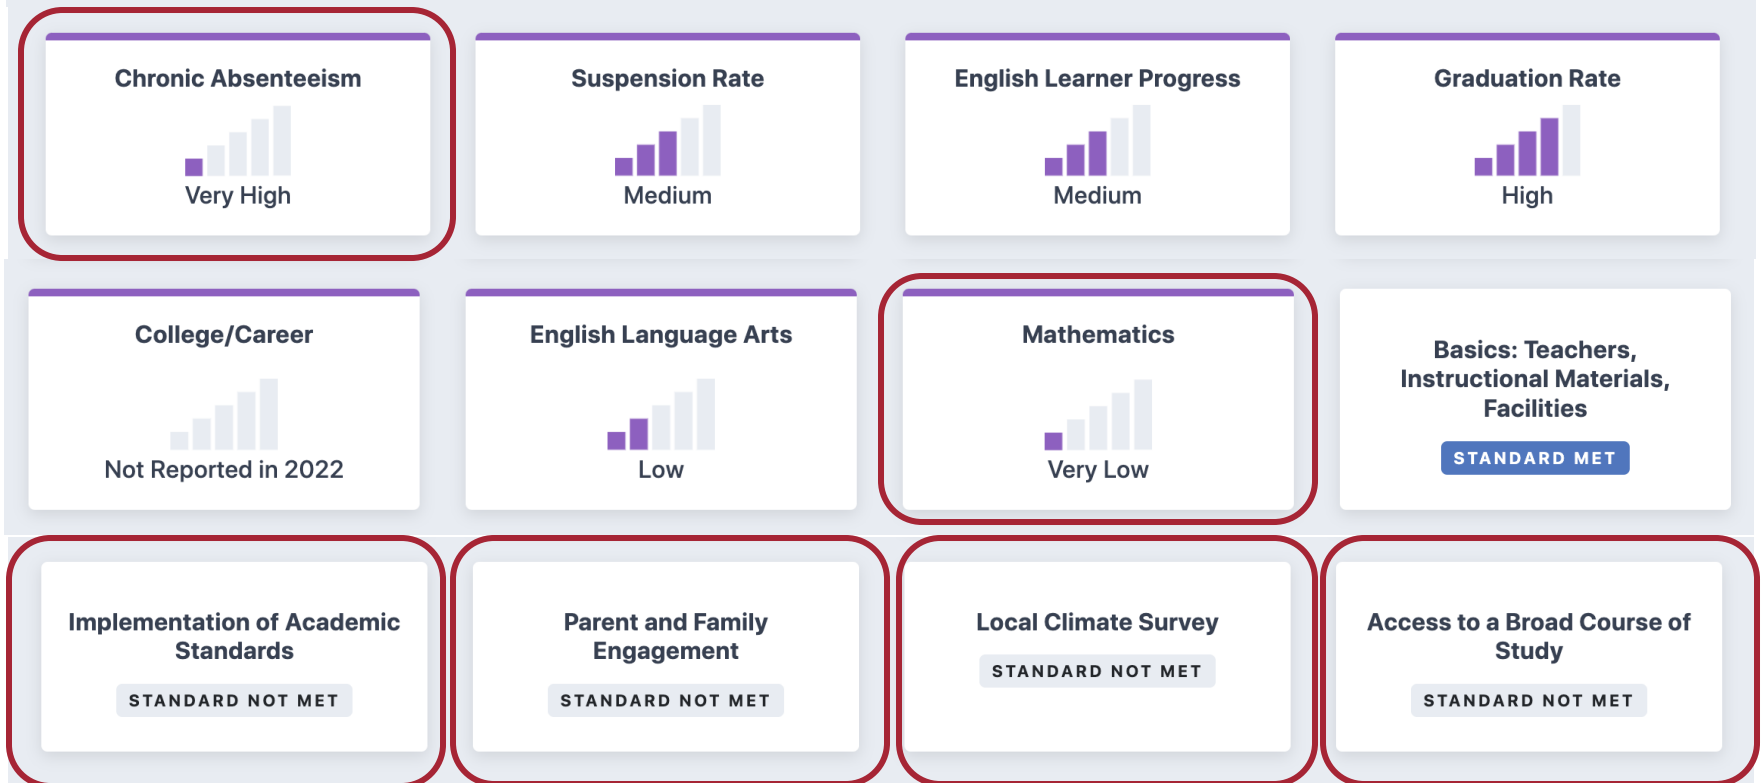 Chronic Absenteeism
Very High
Suspension Rate
Medium
English Learner Progress
Medium
Graduation Rate
High
College/Career
Not Reported in 2022
English Language Arts
Low
Mathematics
Very Low
Basics: Teachers,
Instructional Materials,
Facilities
STANDARD MET
Implementation of Academic
Standards
STANDARD NOT MET
Parent and Family
Engagement
STANDARD NOT MET
Local Climate Survey
STANDARD NOT MET
Access to a Broad Course of
Study
STANDARD NOT MET